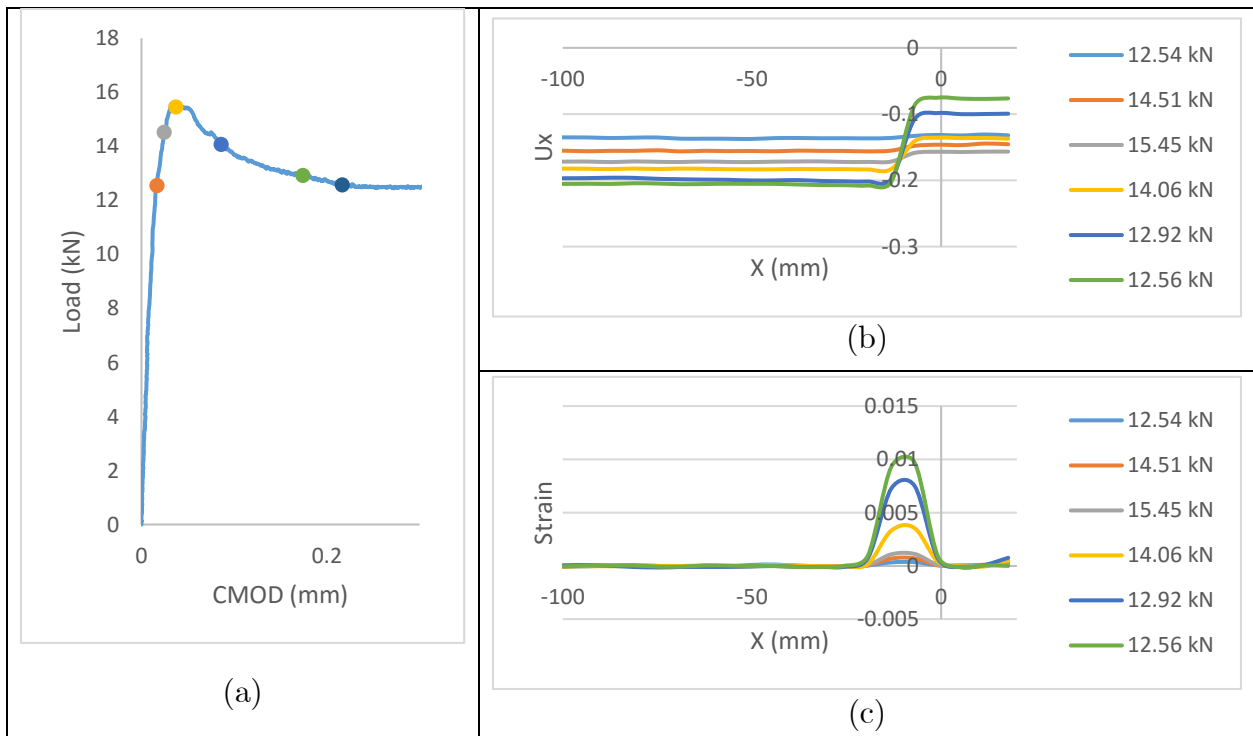 18
16
14
12
10
8
6
4
2
0
0 0.2
Load (kN)
CMOD (mm)
(a)
0
-100 -50 0
-0.1
-0.2
-0.3
Ux
X (mm)
12.54 kN
14.51 kN
15.45 kN
14.06 kN
12.92 kN
12.56 kN
(b)
0.015
0.01
0.005
0
-100 -50 0
-0.005
Strain
X (mm)
12.54 kN
14.51 kN
15.45 kN
14.06 kN
12.92 kN
12.56 kN
(c)